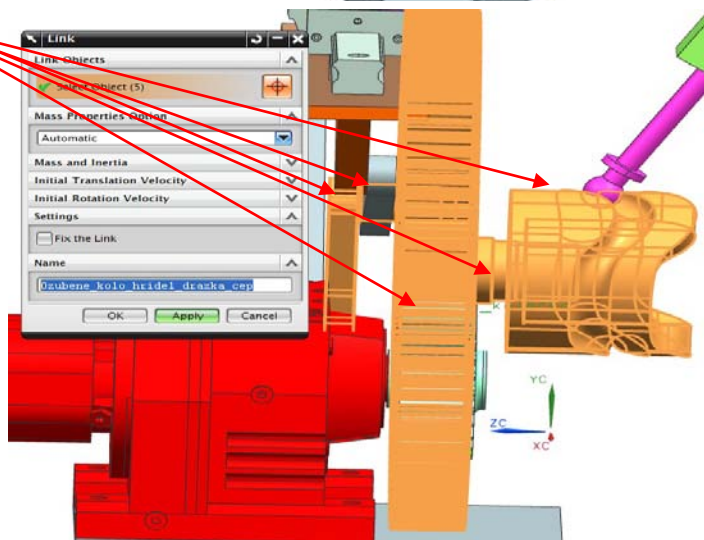 Link
Link Objects
Select Object (5)
Mass Properties Option
Automatic
Mass and Inertia
Initial Translation Velocity
Initial Rotation Velocity
Settings
Fix the Link
Name
Ozubene_kolo_hridel_drazka_cep
OK Apply Cancel
YC
ZC
XC